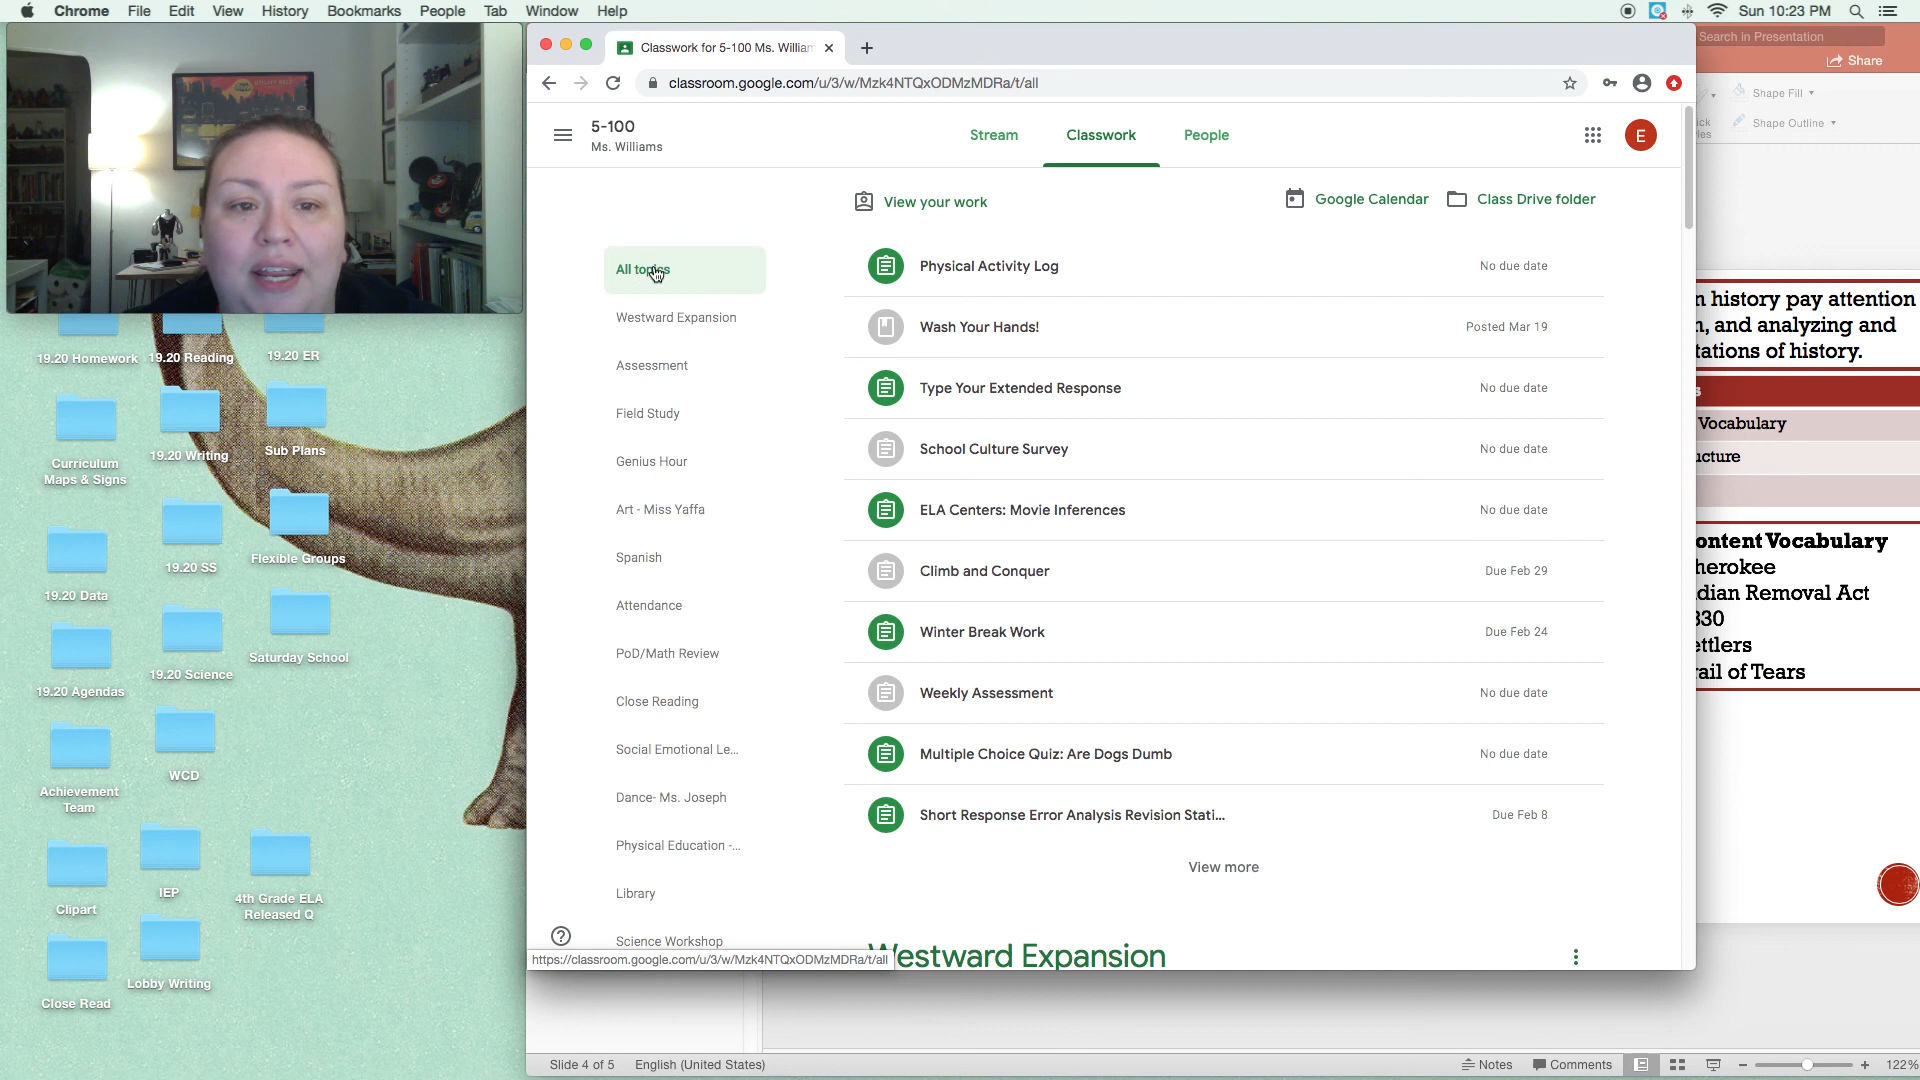 Chrome File Edit View History Bookmarks People Tab Window Help
Sun 10:23 PM
Classwork for 5-100 Ms. William
classroom.google.com/u/3/w/Mzk4NTQxODMzMDRa/t/all
Search in Presentation
Share
Shape Fill
Shape Outline
5-100
Ms. Williams
Stream
Classwork
People
E
View your work
Google Calendar
Class Drive folder
All topics
Westward Expansion
Assessment
Field Study
Genius Hour
Art - Miss Yaffa
Spanish
Attendance
PoD/Math Review
Close Reading
Social Emotional Le...
Dance- Ms. Joseph
Physical Education -...
Library
Science Workshop
Physical Activity Log No due date
Wash Your Hands! Posted Mar 19
Type Your Extended Response No due date
School Culture Survey No due date
ELA Centers: Movie Inferences No due date
Climb and Conquer Due Feb 29
Winter Break Work Due Feb 24
Weekly Assessment No due date
Multiple Choice Quiz: Are Dogs Dumb No due date
Short Response Error Analysis Revision Stati... Due Feb 8
View more
Westward Expansion
https://classroom.google.com/u/3/w/Mzk4NTQxODMzMDRa/t/all
19.20 Homework
19.20 Reading
19.20 ER
Curriculum
Maps & Signs
19.20 Writing
Sub Plans
19.20 Data
19.20 SS
Flexible Groups
19.20 Agendas
19.20 Science
Saturday School
Achievement
Team
WCD
Clipart
IEP
4th Grade ELA
Released Q
Close Read
Lobby Writing
n history pay attention
n, and analyzing and
tations of history.
s
Vocabulary
ucture
ontent Vocabulary
herokee
dian Removal Act
830
ettlers
ail of Tears
Slide 4 of 5
English (United States)
Notes
Comments
122%